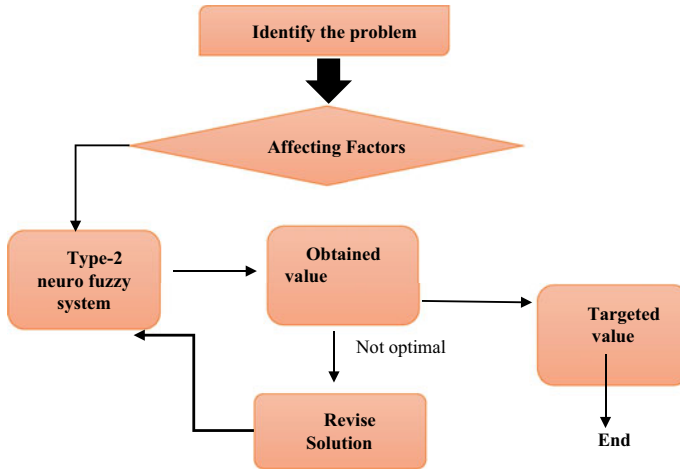 Identify the problem
Affecting Factors
Type-2
neuro fuzzy
system
Obtained
value
Targeted
value
Not optimal
Revise
Solution
End